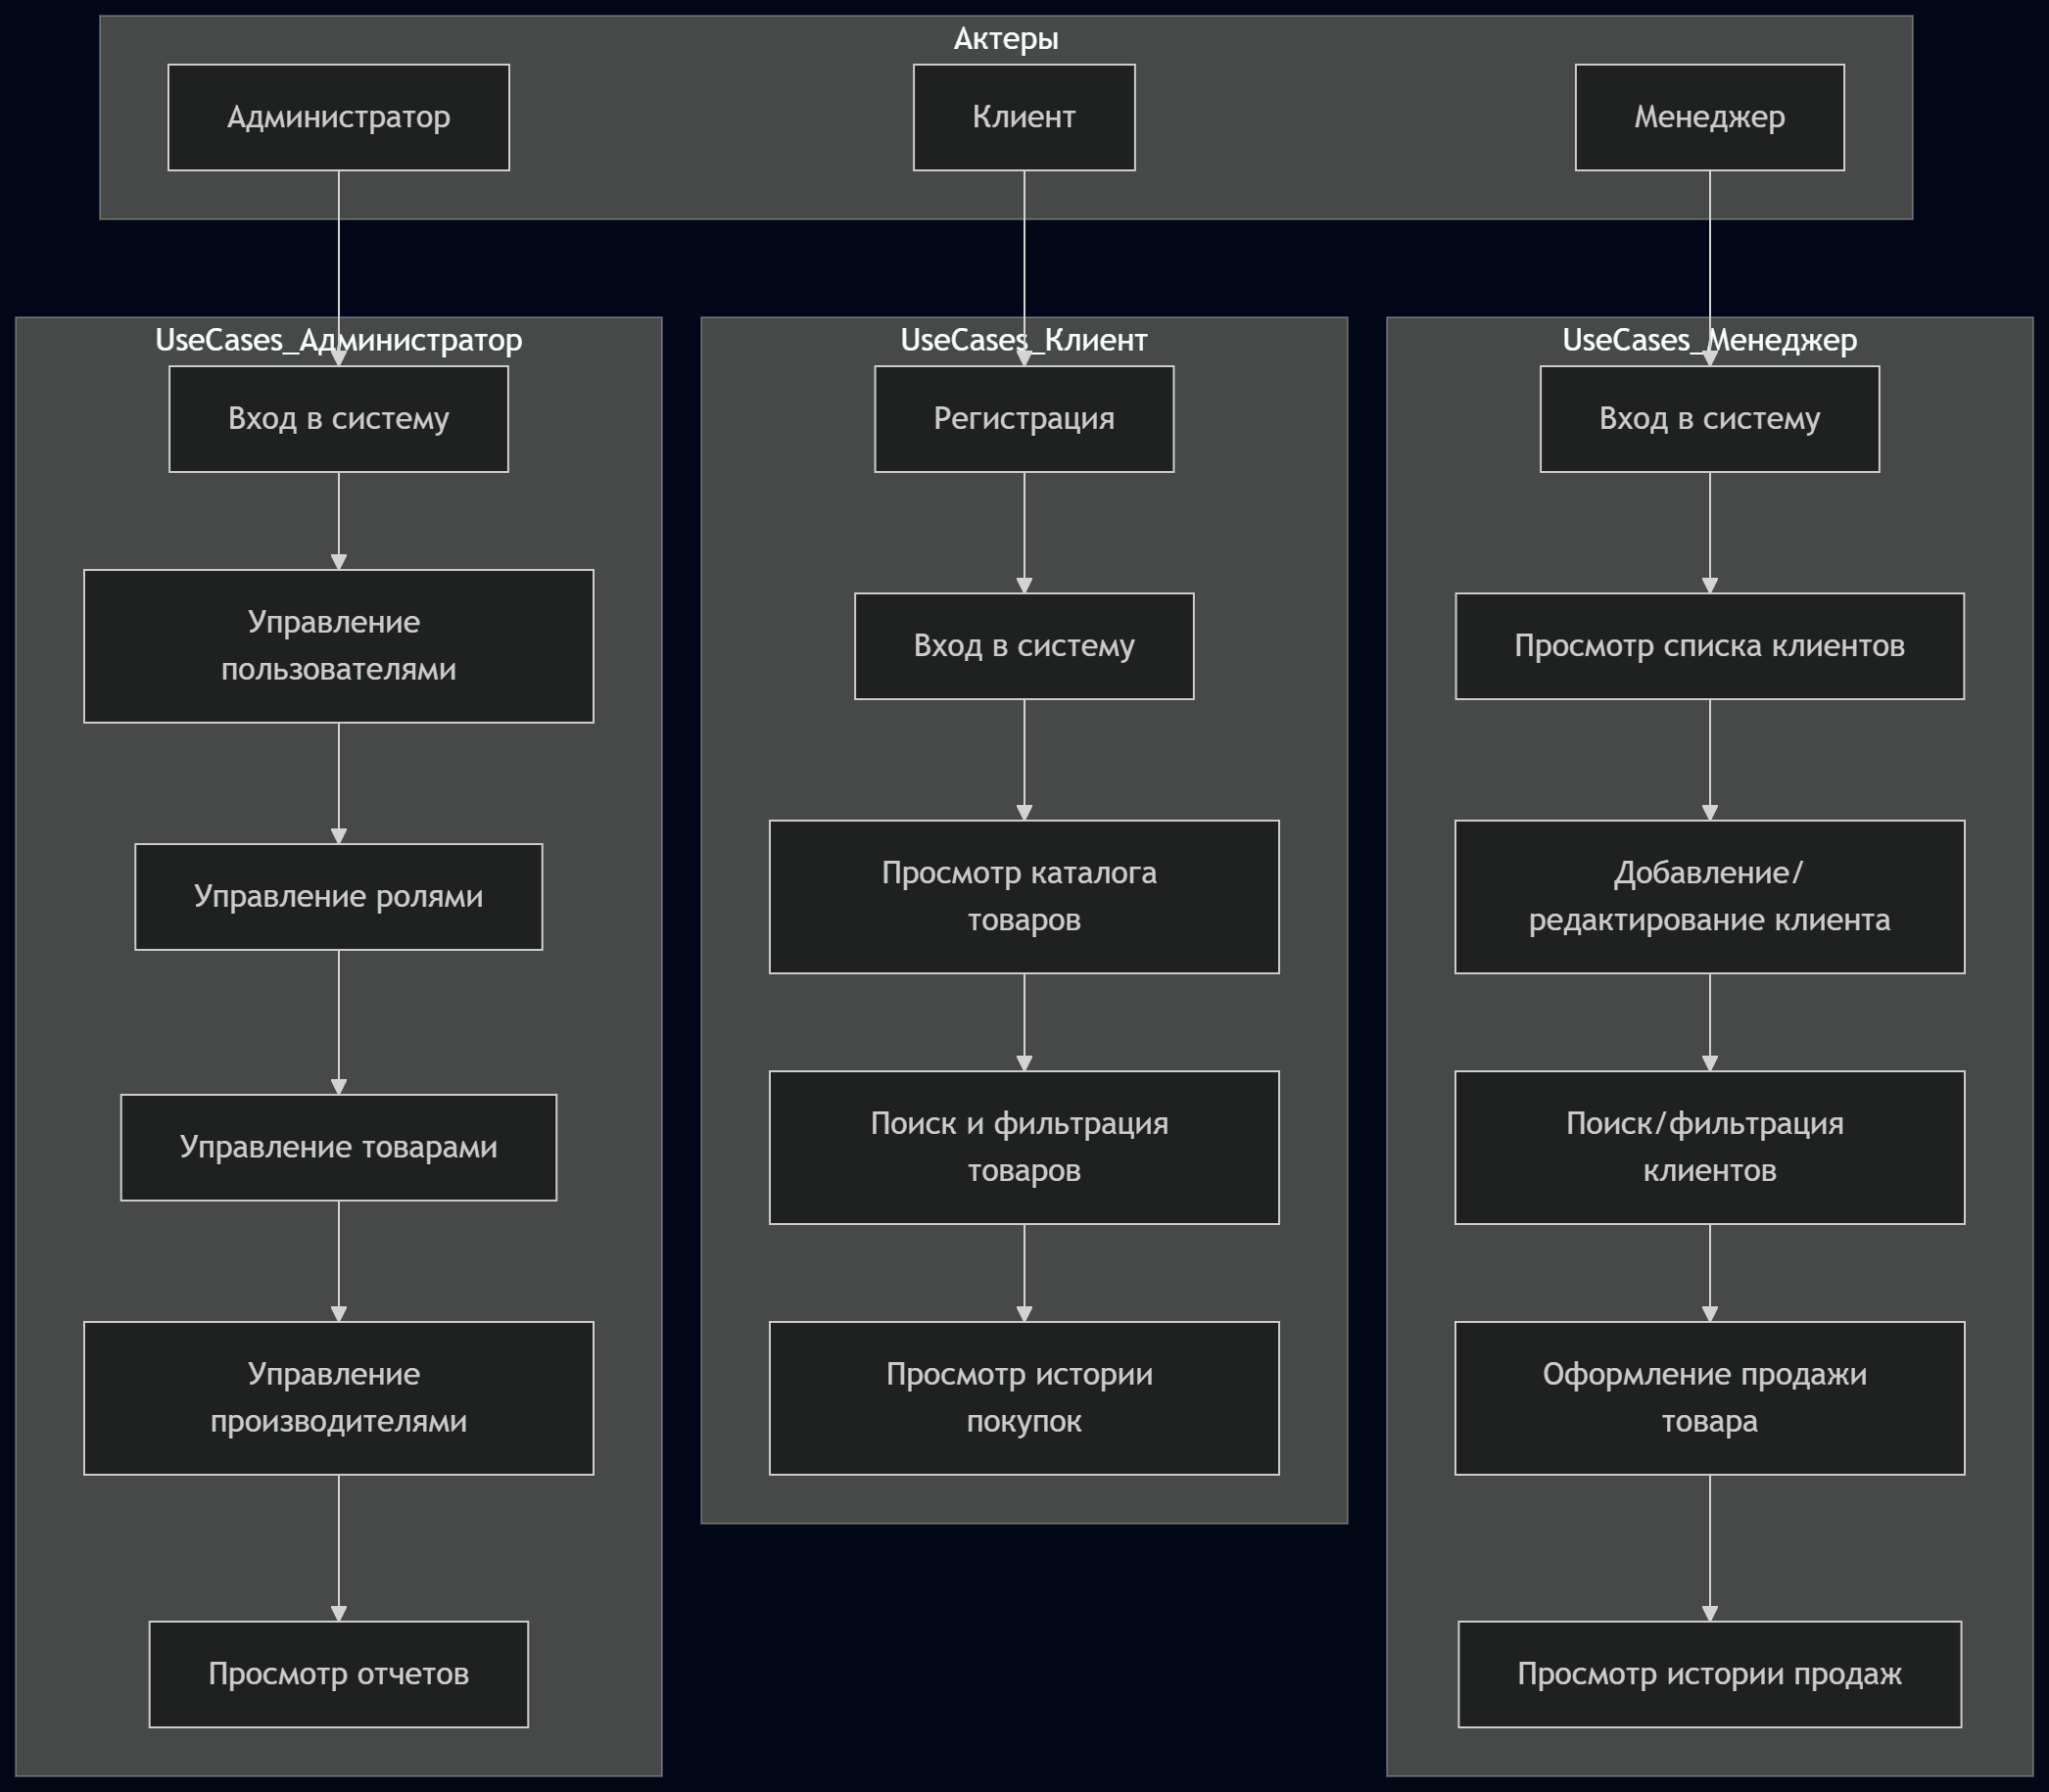 Актеры
Администратор
Клиент
Менеджер
UseCases_Администратор
Вход в систему
Управление
пользователями
Управление ролями
Управление товарами
Управление
производителями
Просмотр отчетов
UseCases_Клиент
Регистрация
Вход в систему
Просмотр каталога
товаров
Поиск и фильтрация
товаров
Просмотр истории
покупок
UseCases_Менеджер
Вход в систему
Просмотр списка клиентов
Добавление/
редактирование клиента
Поиск/фильтрация
клиентов
Оформление продажи
товара
Просмотр истории продаж